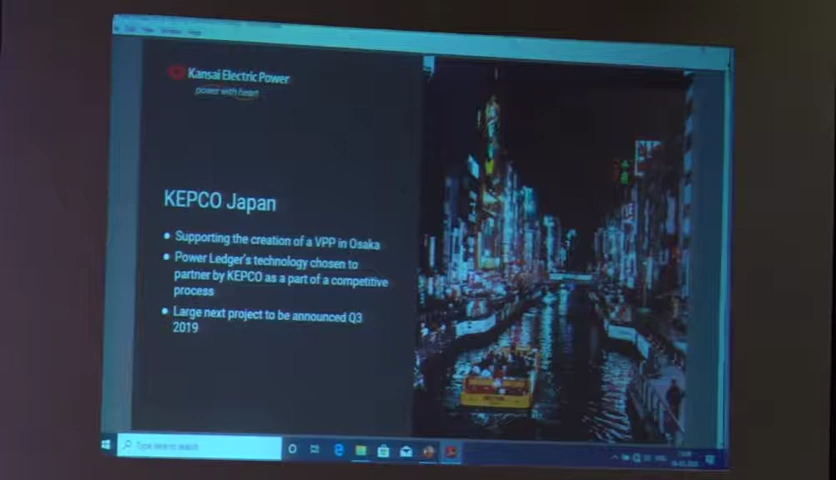 Kansai Electric Power
power with heart
KEPCO Japan
Supporting the creation of a VPP in Osaka
Power Ledger's technology chosen to
partner by KEPCO as a part of a competitive
process
Large next project to be announced Q3
2019
Type here to search